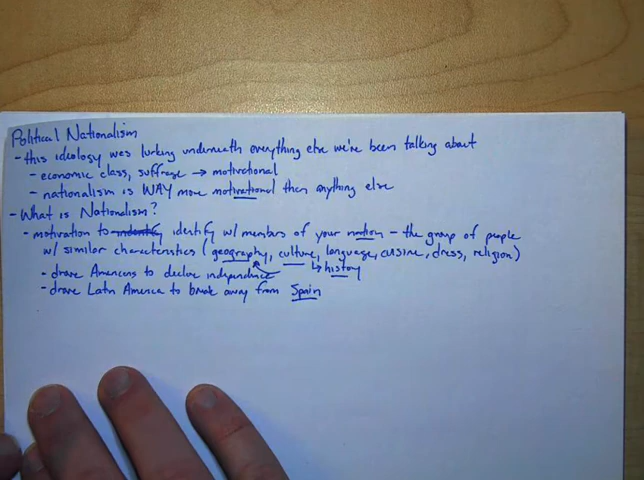 Political Nationalism
- this ideology was lurking underneath everything else we've been talking about
- economic class, suffrage → motivational
- nationalism is WAY more motivational than anything else
- What is Nationalism?
- motivation to indentify identify w/ members of your nation - the group of people
w/ similar characteristics (geography, culture, language, cuisine, dress, religion)
- drove Americans to declare independence ↳ history
- drove Latin America to break away from Spain